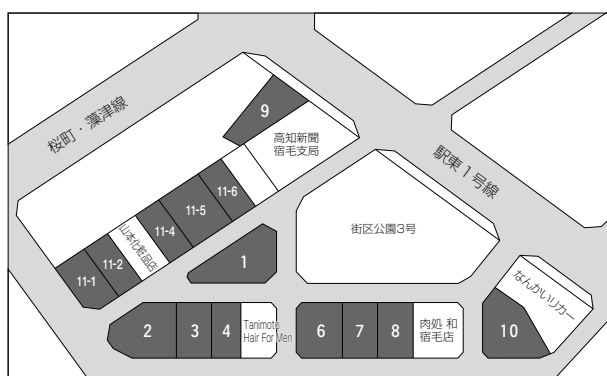 桜町・藻津線
9
高知新聞
宿毛支局
駅東1号線
11-6
11-5
11-4
山本化粧品店
11-2
11-1
街区公園3号
1
なんかいリカー
2
3
4
Tanimoto
Hair For Men
6
7
8
肉処 和
宿毛店
10